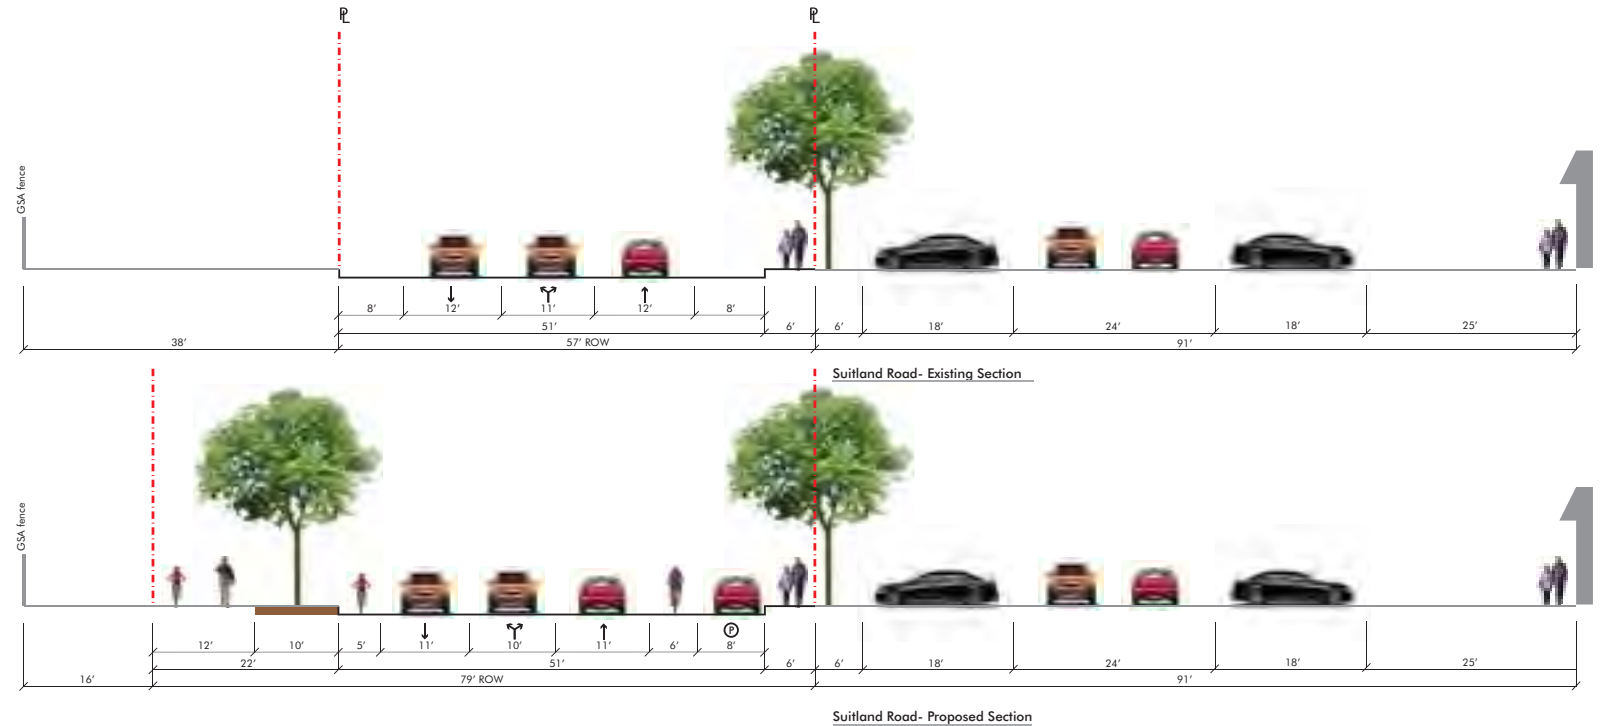 PL PL
GSA fence
8’ 12’ 11’ 12’ 8’
51’ 6’ 6’ 18’ 24’ 18’ 25’
38’ 57’ ROW 91’
Suitland Road- Existing Section
GSA fence
P
12’ 10’ 5’ 11’ 10’ 11’ 6’ 8’
22’ 51’ 6’ 6’ 18’ 24’ 18’ 25’
16’ 79’ ROW 91’
Suitland Road- Proposed Section